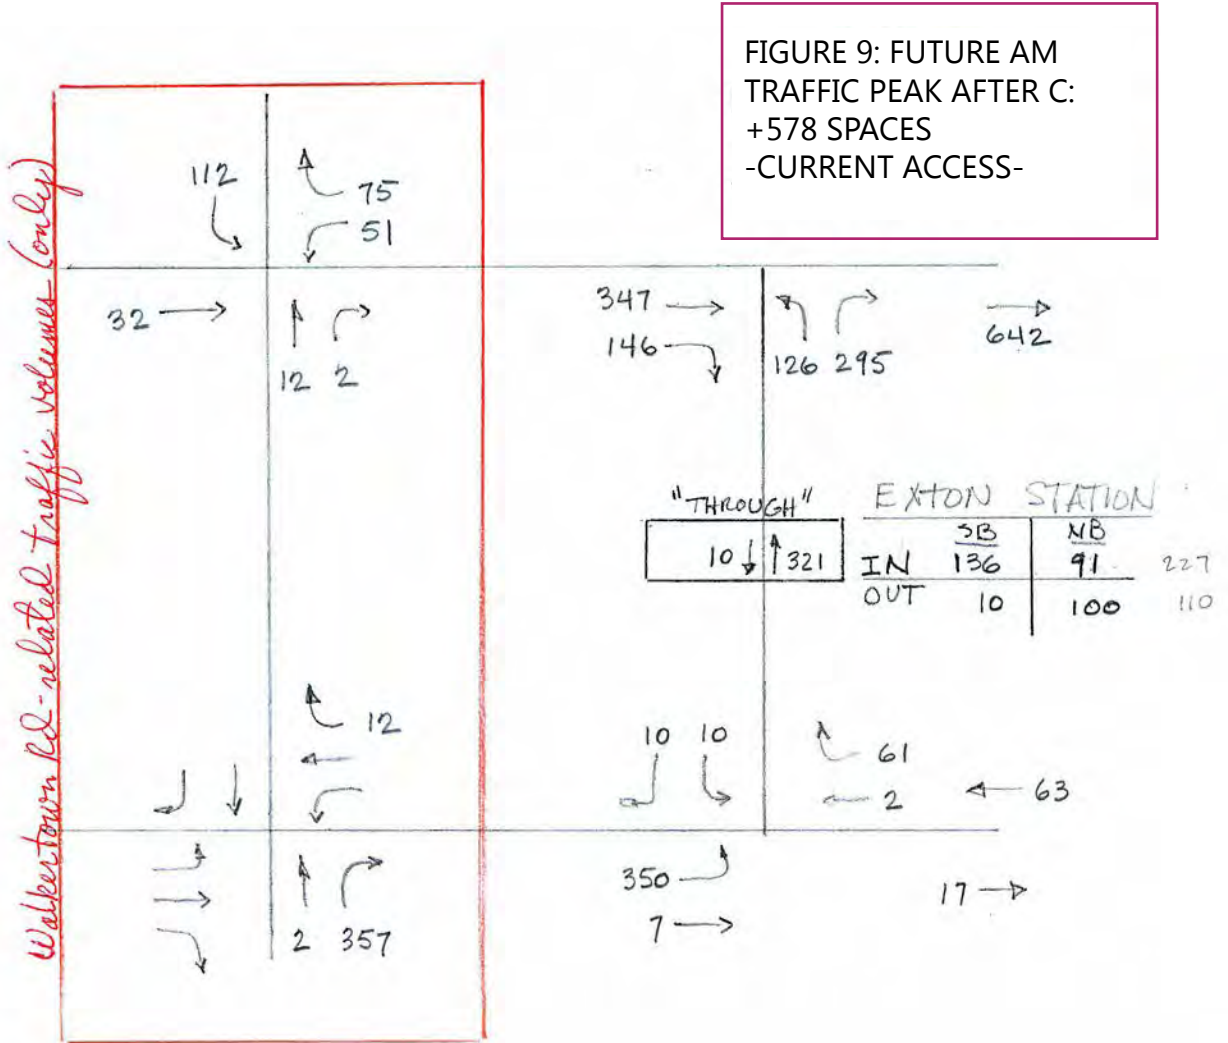 FIGURE 9: FUTURE AM
TRAFFIC PEAK AFTER C:
+578 SPACES
-CURRENT ACCESS-
Walkertown Rd-related traffic volumes (only)
112
75
51
32
12 2
347
146
126 295
642
"THROUGH"
10 321
EXTON STATION
SB NB
IN 136 91 227
OUT 10 100 110
12
10 10
61
2
63
2 357
350
7
17